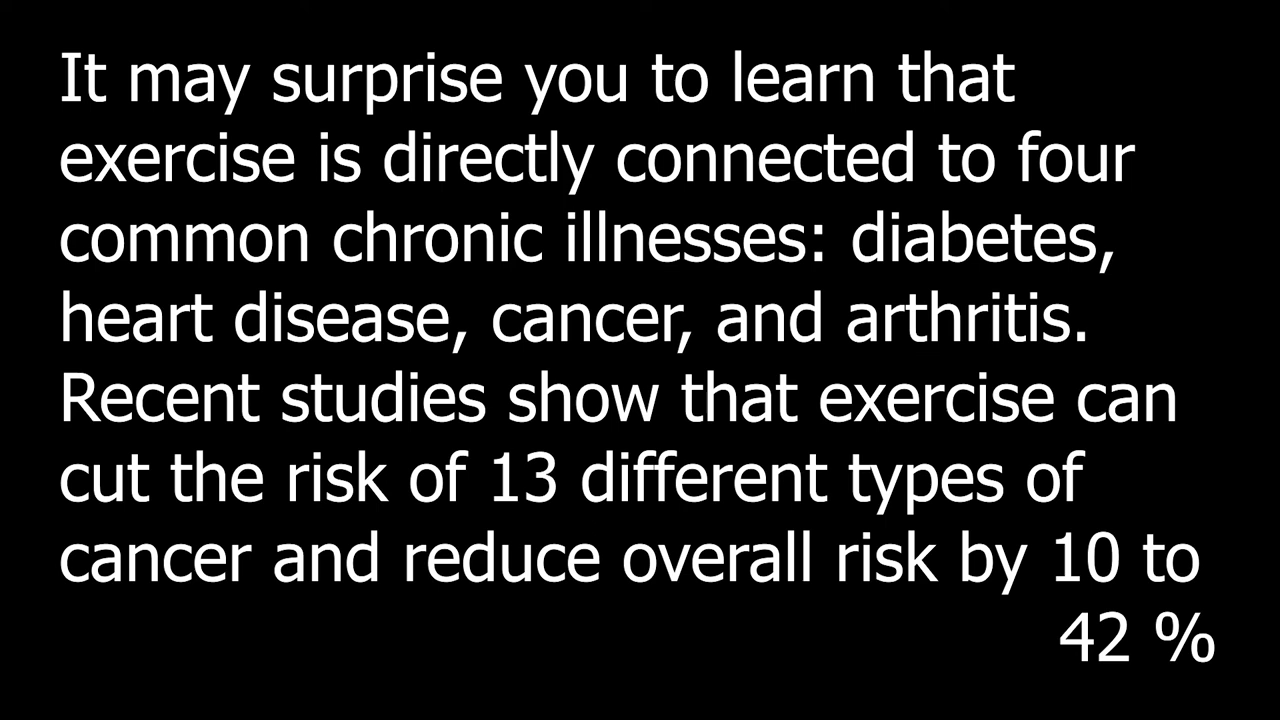 It may surprise you to learn that
exercise is directly connected to four
common chronic illnesses: diabetes,
heart disease, cancer, and arthritis.
Recent studies show that exercise can
cut the risk of 13 different types of
cancer and reduce overall risk by 10 to
42 %